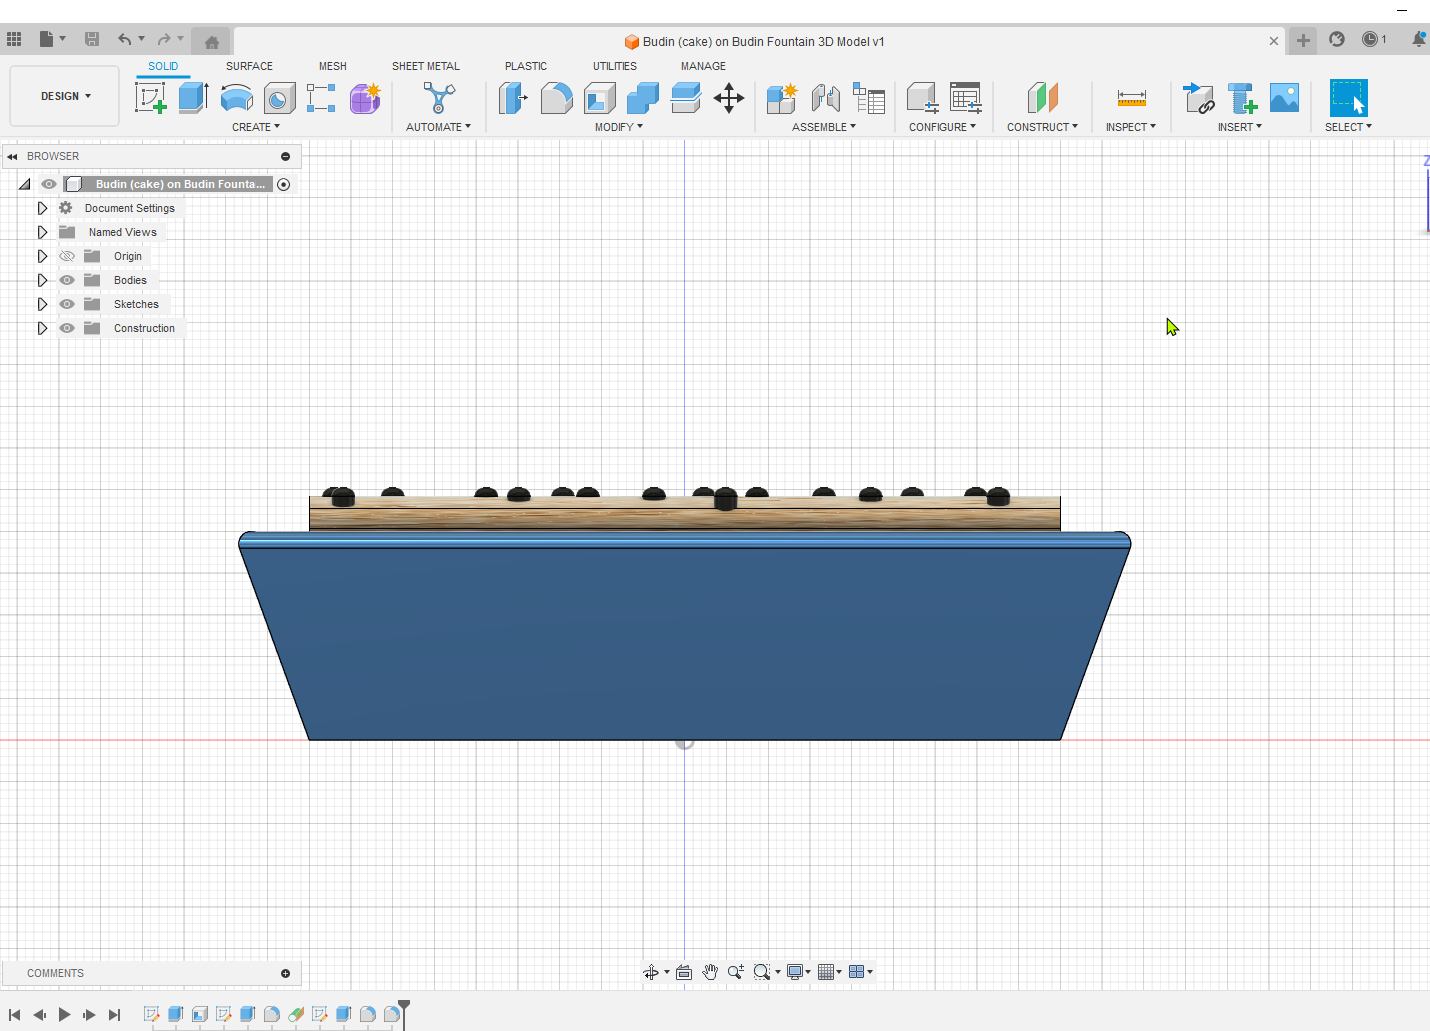 Budin (cake) on Budin Fountain 3D Model v1
1
DESIGN
SOLID
SURFACE
MESH
SHEET METAL
PLASTIC
UTILITIES
MANAGE
CREATE
AUTOMATE
MODIFY
ASSEMBLE
CONFIGURE
CONSTRUCT
INSPECT
INSERT
SELECT
BROWSER
Z
Budin (cake) on Budin Founta...
Document Settings
Named Views
Origin
Bodies
Sketches
Construction
COMMENTS